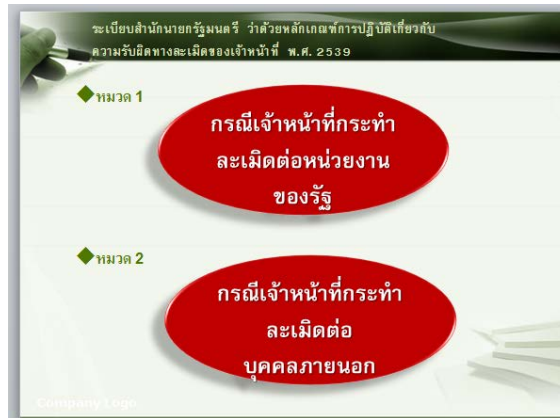 ระเบียบสำนักนายกรัฐมนตรี ว่าด้วยหลักเกณฑ์การปฏิบัติเกี่ยวกับ
ความรับผิดทางละเมิดของเจ้าหน้าที่ พ.ศ. 2539
หมวด 1
กรณีเจ้าหน้าที่กระทำ
ละเมิดต่อหน่วยงาน
ของรัฐ
หมวด 2
กรณีเจ้าหน้าที่กระทำ
ละเมิดต่อ
บุคคลภายนอก
Company Logo